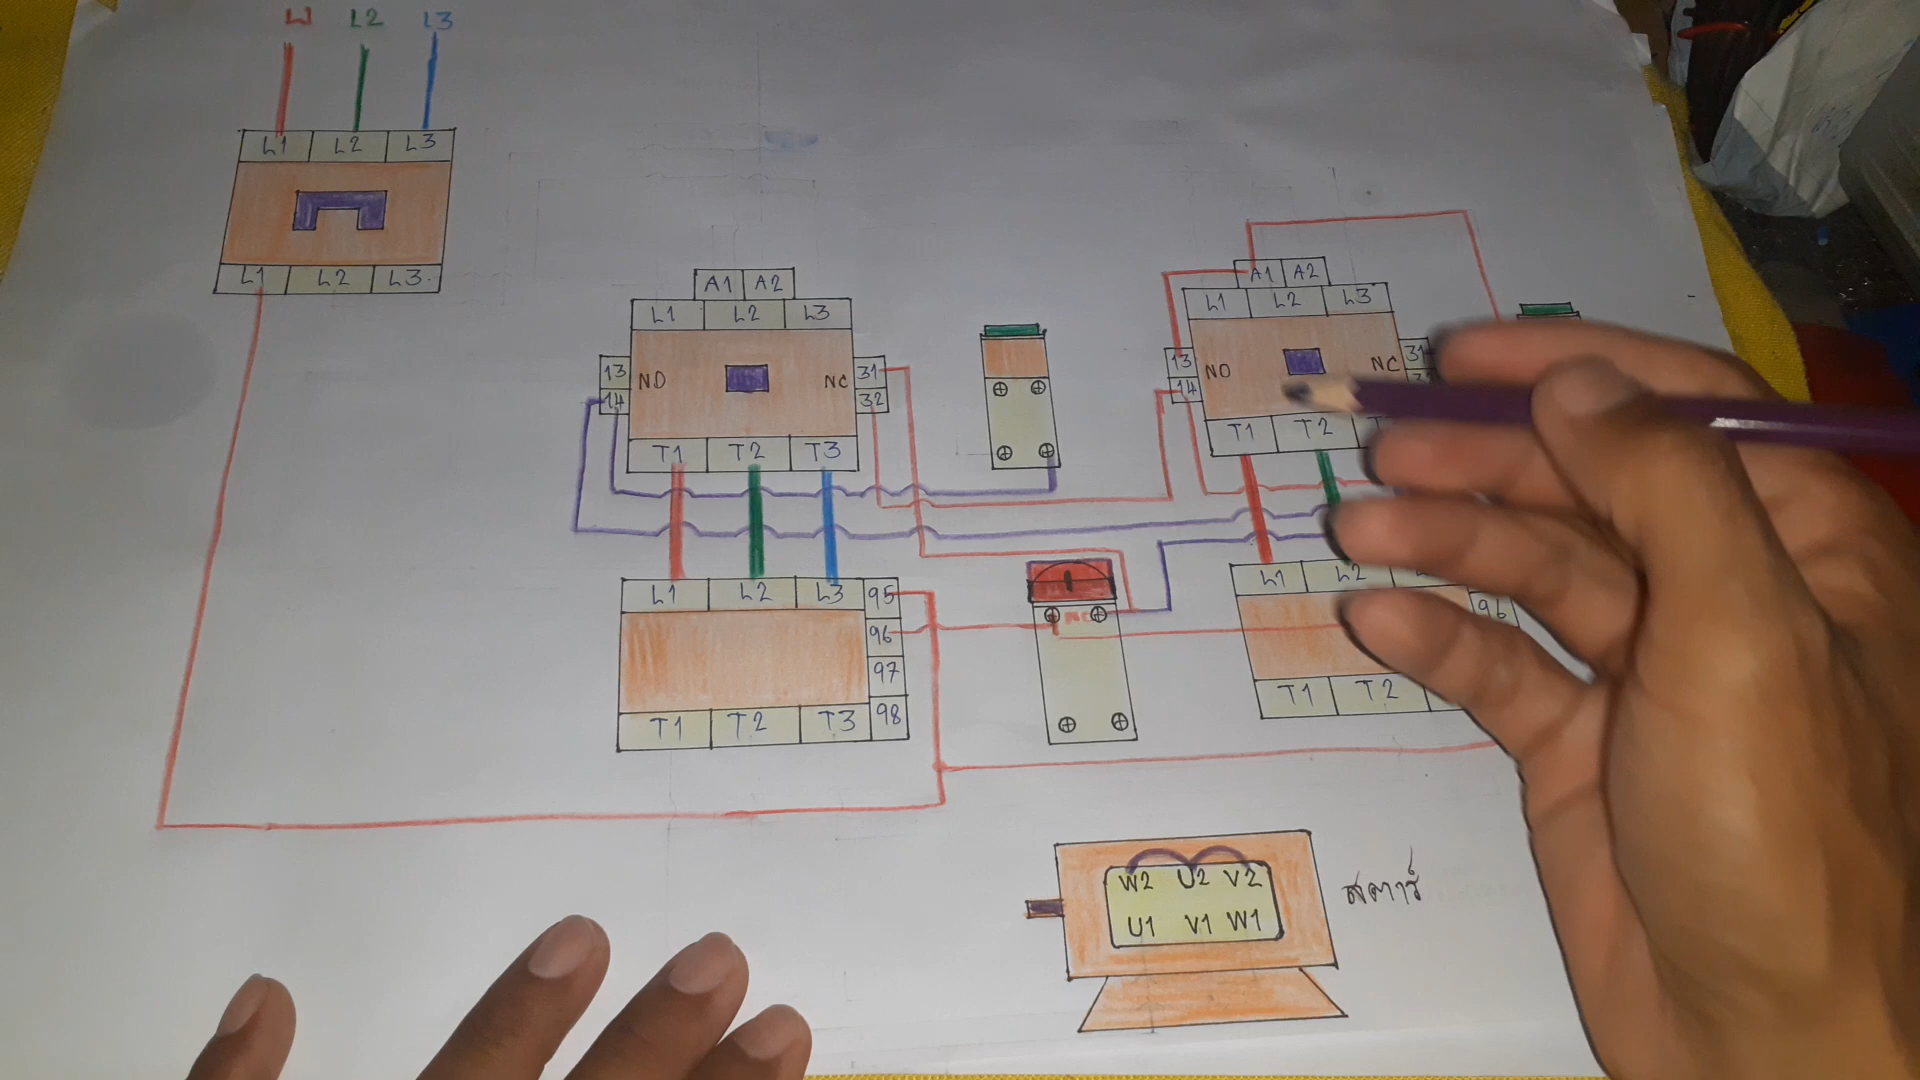 L1 L2 L3
L1 L2 L3
L1 L2 L3
A1 A2
L1 L2 L3
13 NO NC 31
14 32
T1 T2 T3
A1 A2
L1 L2 L3
13 NO NC 31
14
T1 T2
L1 L2 L3 95
96
97
98
T1 T2 T3
NC
L1 L2
96
T1 T2
W2 U2 V2
U1 V1 W1
สตาร์